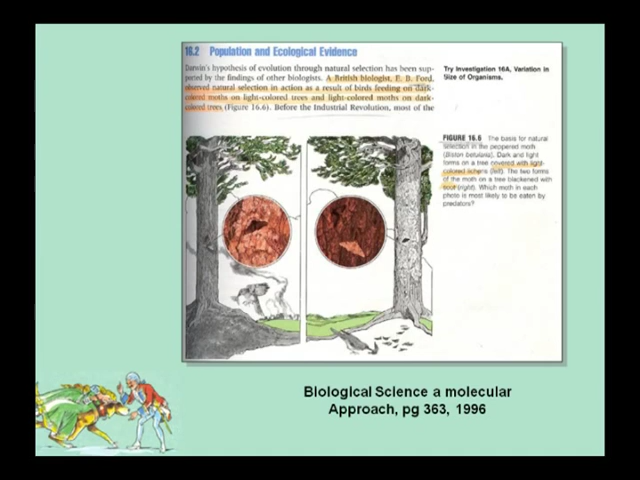 16.2 Population and Ecological Evidence
Darwin's hypothesis of evolution through natural selection has been sup-
ported by the findings of other biologists. A British biologist, E. B. Ford,
observed natural selection in action as a result of birds feeding on dark-
colored moths on light-colored trees and light-colored moths on dark-
colored trees (Figure 16.6). Before the Industrial Revolution, most of the
Try Investigation 16A, Variation in
Size of Organisms.
FIGURE 16.6 The basis for natural
selection in the peppered moth
(Biston betularia). Dark and light
forms on a tree covered with light-
colored lichens (left). The two forms
of the moth on a tree blackened with
soot (right). Which moth in each
photo is most likely to be eaten by
predators?
Biological Science a molecular
Approach, pg 363, 1996